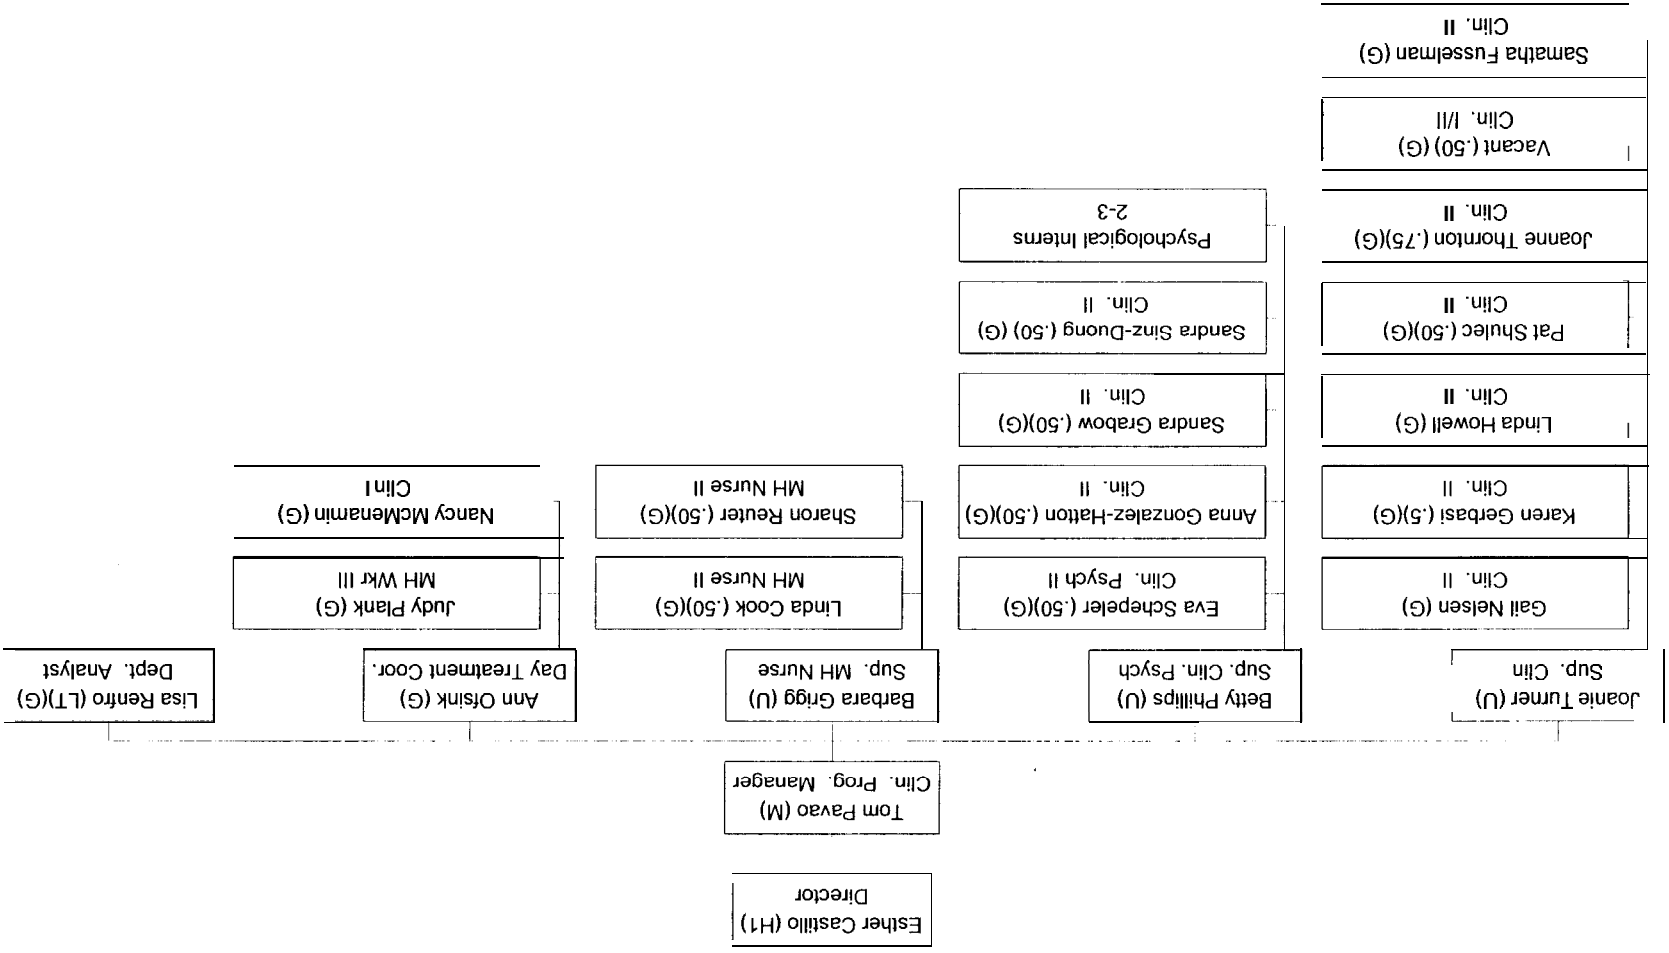 Esther Castillo (H1)
Director
Tom Pavao (M)
Clin. Prog. Manager
Joanie Turner (U)
Sup. Clin
Betty Phillips (U)
Sup. Clin. Psych
Barbara Grigg (U)
Sup. MH Nurse
Ann Ofsink (G)
Day Treatment Coor.
Lisa Renfro (LT)(G)
Dept. Analyst
Gail Nelsen (G)
Clin. II
Karen Gerbasi (.5)(G)
Clin. II
Linda Howell (G)
Clin. II
Pat Shulec (.50)(G)
Clin. II
Joanne Thornton (.75)(G)
Clin. II
Vacant (.50) (G)
Clin. I/II
Samatha Fusselman (G)
Clin. II
Eva Schepeler (.50)(G)
Clin. Psych II
Anna Gonzalez-Hatton (.50)(G)
Clin. II
Sandra Grabow (.50)(G)
Clin. II
Sandra Sinz-Duong (.50) (G)
Clin. II
Psychological Interns
2-3
Linda Cook (.50)(G)
MH Nurse II
Sharon Reuter (.50)(G)
MH Nurse II
Judy Plank (G)
MH Wkr III
Nancy McMenamin (G)
Clin I